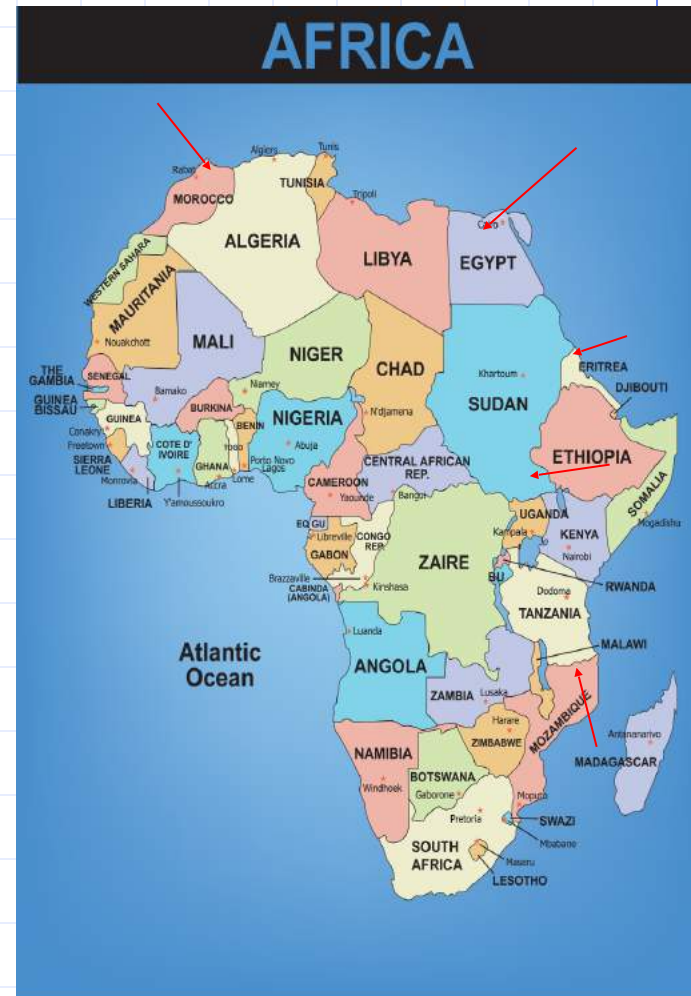 AFRICA
Algiers
Tunis
Rabat
TUNISIA
MOROCCO
Tripoli
Cairo
ALGERIA
LIBYA
EGYPT
WESTERN SAHARA
MAURITANIA
Nouakchott
MALI
NIGER
CHAD
Khartoum
ERITREA
THE
GAMBIA
SENEGAL
DJIBOUTI
GUINEA
BISSAU
Bamako
Niamey
SUDAN
BURKINA
N'djamena
GUINEA
NIGERIA
BENIN
Conakry
Freetown
COTE D'
IVOIRE
TOGO
Abuja
ETHIOPIA
SIERRA
LEONE
GHANA
Porto Novo
Lagos
CENTRAL AFRICAN
REP.
Monrovia
Lome
Accra
CAMEROON
SOMALIA
LIBERIA
Y'amoussoukro
Yaounde
Bangui
UGANDA
Mogadishu
EQ GU
Kampala
KENYA
Libreville
CONGO
REP.
GABON
ZAIRE
Nairobi
Brazzaville
BU
CABINDA
(ANGOLA)
Kinshasa
RWANDA
Dodoma
TANZANIA
Luanda
MALAWI
Atlantic
Ocean
ANGOLA
ZAMBIA
Lusaka
MOZAMBIQUE
Harare
Antananarivo
ZIMBABWE
NAMIBIA
MADAGASCAR
BOTSWANA
Windhoek
Gaborone
Moputo
Pretoria
SWAZI
Mbabane
SOUTH
AFRICA
Maseru
LESOTHO